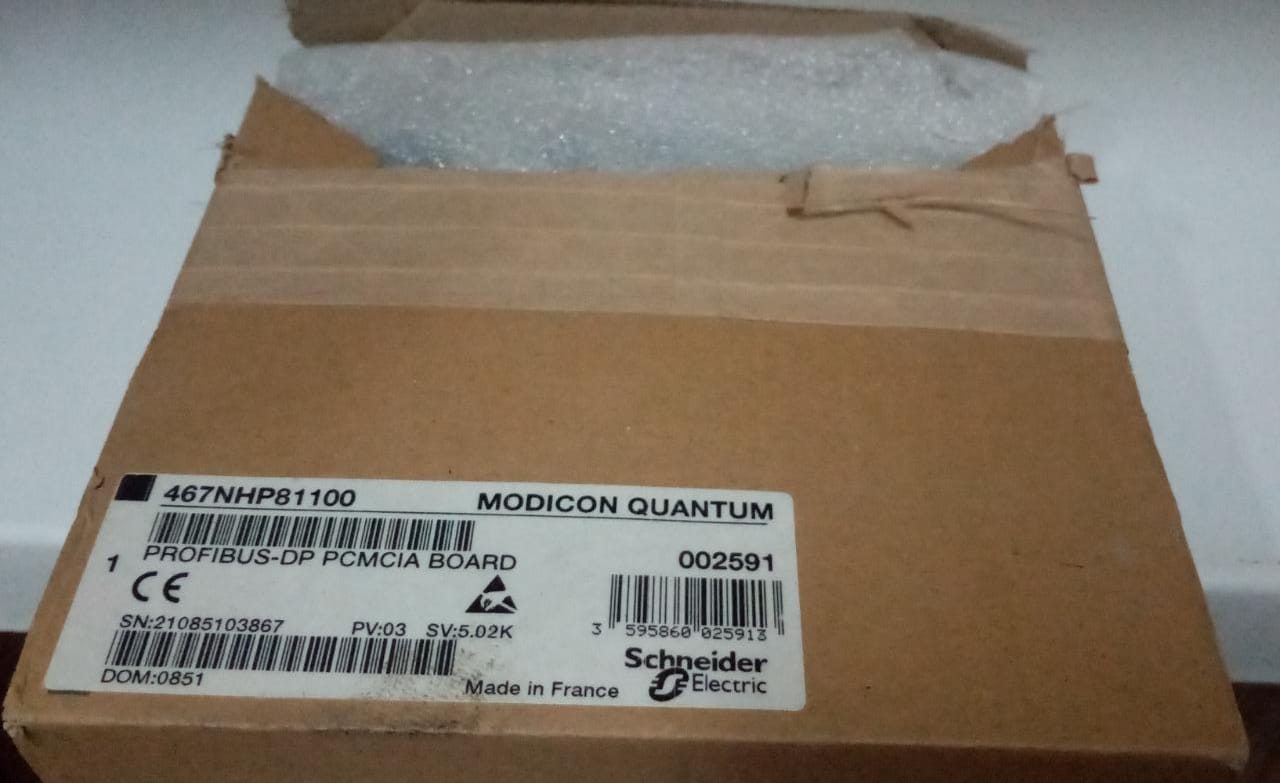 467NHP81100
MODICON QUANTUM
PROFIBUS-DP PCMCIA BOARD
1
002591
CE
SN:21085103867 PV:03 SV:5.02K
3 595860 025913
DOM:0851
Made in France
Schneider
Electric